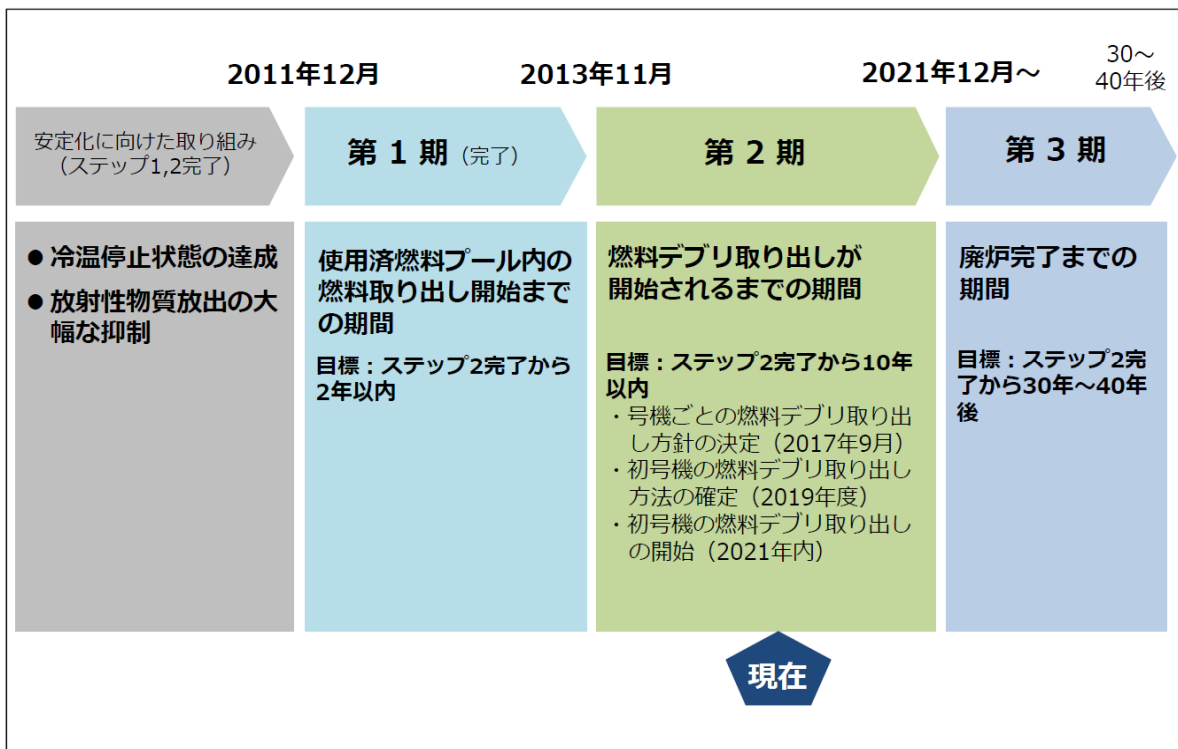 2011年12月
2013年11月
2021年12月～
30～
40年後
安定化に向けた取り組み
（ステップ1,2完了）
第 1 期（完了）
第 2 期
第 3 期
● 冷温停止状態の達成
● 放射性物質放出の大
幅な抑制
使用済燃料プール内の
燃料取り出し開始まで
の期間
目標：ステップ2完了から
2年以内
燃料デブリ取り出しが
開始されるまでの期間
目標：ステップ2完了から10年
以内
・号機ごとの燃料デブリ取り出
し方針の決定（2017年9月）
・初号機の燃料デブリ取り出し
方法の確定（2019年度）
・初号機の燃料デブリ取り出し
の開始（2021年内）
廃炉完了までの
期間
目標：ステップ2完
了から30年～40年
後
現在